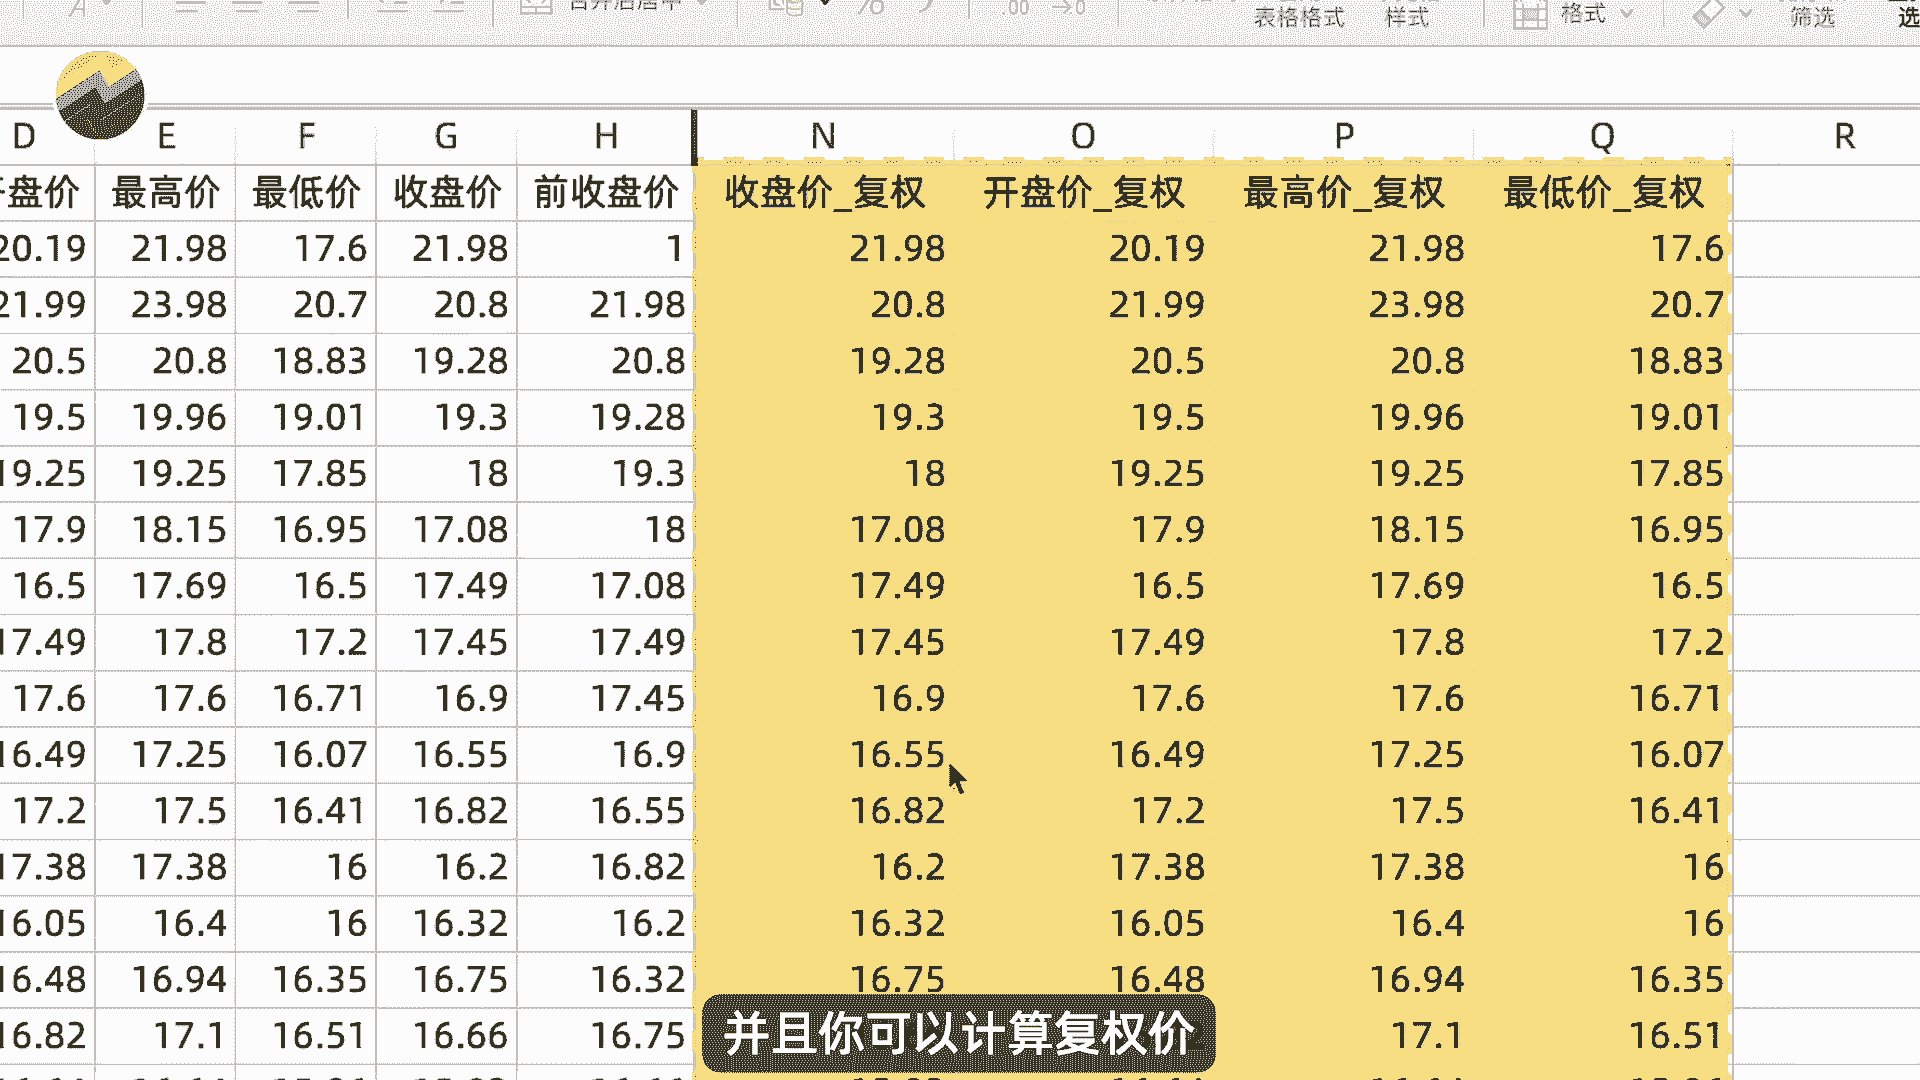 合并后居中 % .00 →.0 表格格式 样式 格式 筛选 选
D E F G H N O P Q R
开盘价 最高价 最低价 收盘价 前收盘价 收盘价_复权 开盘价_复权 最高价_复权 最低价_复权
20.19 21.98 17.6 21.98 1 21.98 20.19 21.98 17.6
21.99 23.98 20.7 20.8 21.98 20.8 21.99 23.98 20.7
20.5 20.8 18.83 19.28 20.8 19.28 20.5 20.8 18.83
19.5 19.96 19.01 19.3 19.28 19.3 19.5 19.96 19.01
19.25 19.25 17.85 18 19.3 18 19.25 19.25 17.85
17.9 18.15 16.95 17.08 18 17.08 17.9 18.15 16.95
16.5 17.69 16.5 17.49 17.08 17.49 16.5 17.69 16.5
17.49 17.8 17.2 17.45 17.49 17.45 17.49 17.8 17.2
17.6 17.6 16.71 16.9 17.45 16.9 17.6 17.6 16.71
16.49 17.25 16.07 16.55 16.9 16.55 16.49 17.25 16.07
17.2 17.5 16.41 16.82 16.55 16.82 17.2 17.5 16.41
17.38 17.38 16 16.2 16.82 16.2 17.38 17.38 16
16.05 16.4 16 16.32 16.2 16.32 16.05 16.4 16
16.48 16.94 16.35 16.75 16.32 16.75 16.48 16.94 16.35
16.82 17.1 16.51 16.66 16.75 17.1 16.51
并且你可以计算复权价